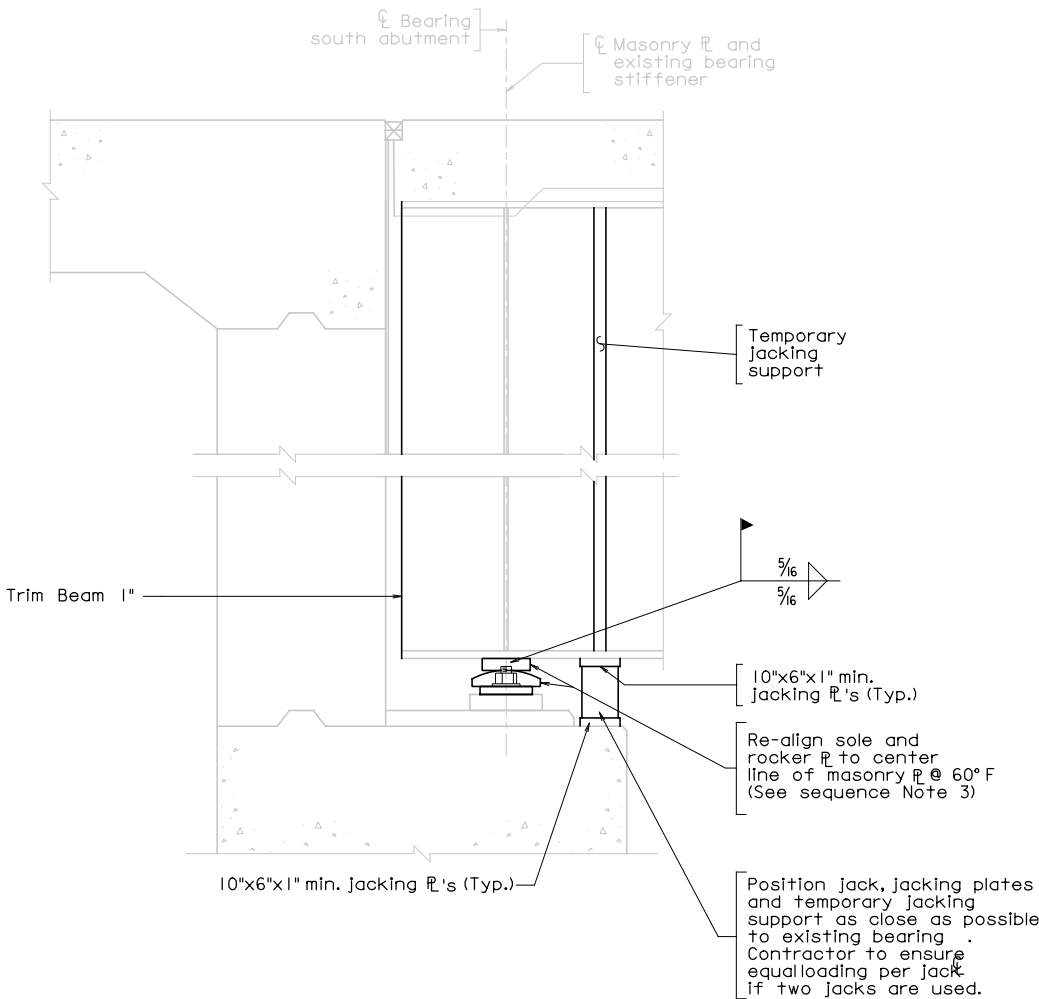 ℄ Bearing
south abutment
℄ Masonry ⅊ and
existing bearing
stiffener
Temporary
jacking
support
5/16
5/16
Trim Beam 1"
10"x6"x1" min.
jacking ⅊'s (Typ.)
Re-align sole and
rocker ⅊ to center
line of masonry ⅊ @ 60° F
(See sequence Note 3)
10"x6"x1" min. jacking ⅊'s (Typ.)
Position jack, jacking plates
and temporary jacking
support as close as possible
to existing bearing .
Contractor to ensure
equal loading per jack ℄
if two jacks are used.